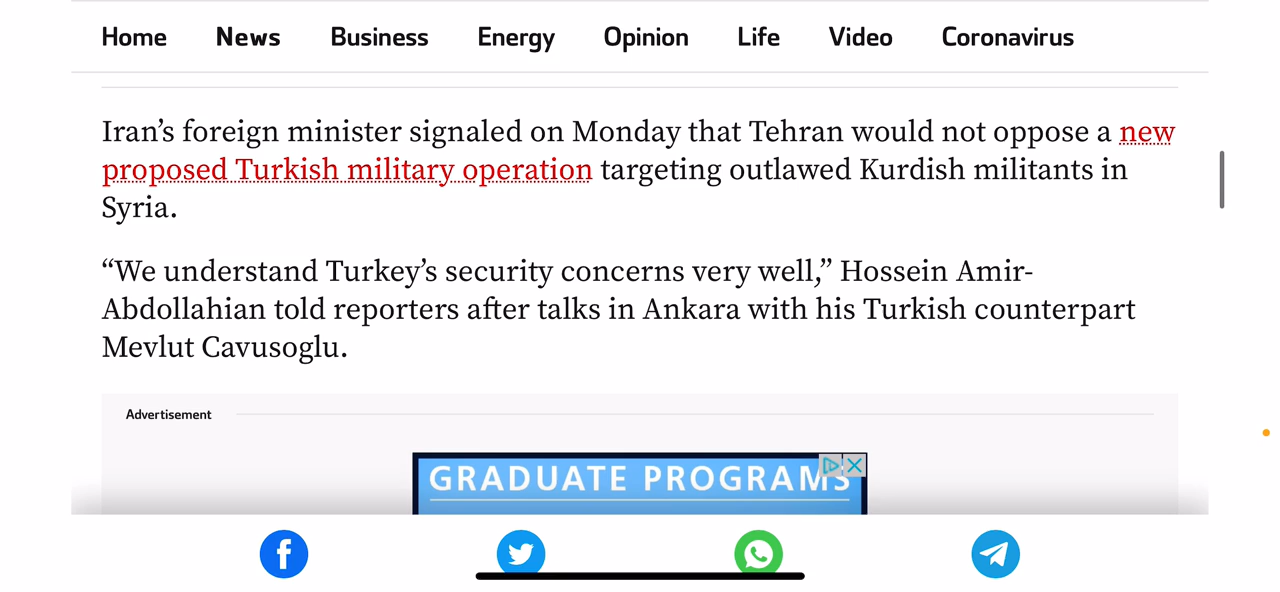 Home News Business Energy Opinion Life Video Coronavirus
Iran’s foreign minister signaled on Monday that Tehran would not oppose a new
proposed Turkish military operation targeting outlawed Kurdish militants in
Syria.
“We understand Turkey’s security concerns very well,” Hossein Amir-
Abdollahian told reporters after talks in Ankara with his Turkish counterpart
Mevlut Cavusoglu.
Advertisement
GRADUATE PROGRAMS